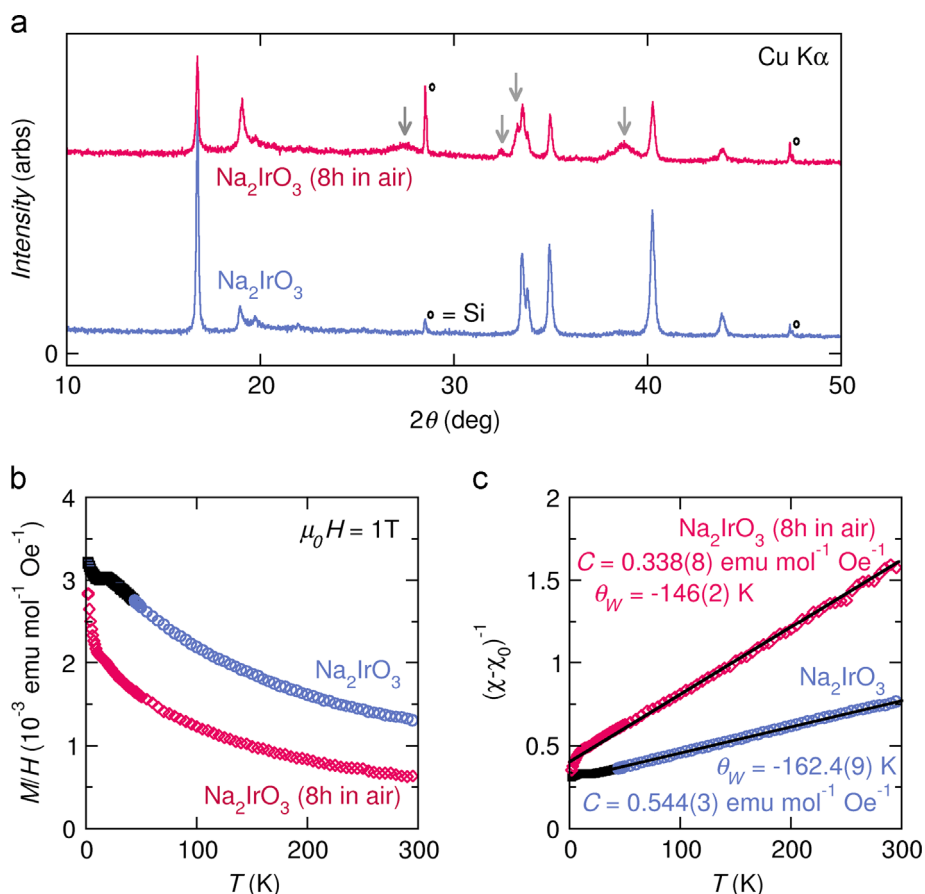 a
Cu Kα
Intensity (arbs)
Na₂IrO₃ (8h in air)
Na₂IrO₃
= Si
0
10 20 30 40 50
2θ (deg)
b
M/H (10⁻³ emu mol⁻¹ Oe⁻¹)
4
3
2
1
0
μ₀H = 1T
Na₂IrO₃
Na₂IrO₃ (8h in air)
0 100 200 300
T (K)
c
(χ-χ₀)⁻¹
2
1.5
1
0.5
0
Na₂IrO₃ (8h in air)
C = 0.338(8) emu mol⁻¹ Oe⁻¹
θ_W = -146(2) K
Na₂IrO₃
θ_W = -162.4(9) K
C = 0.544(3) emu mol⁻¹ Oe⁻¹
0 100 200 300
T (K)